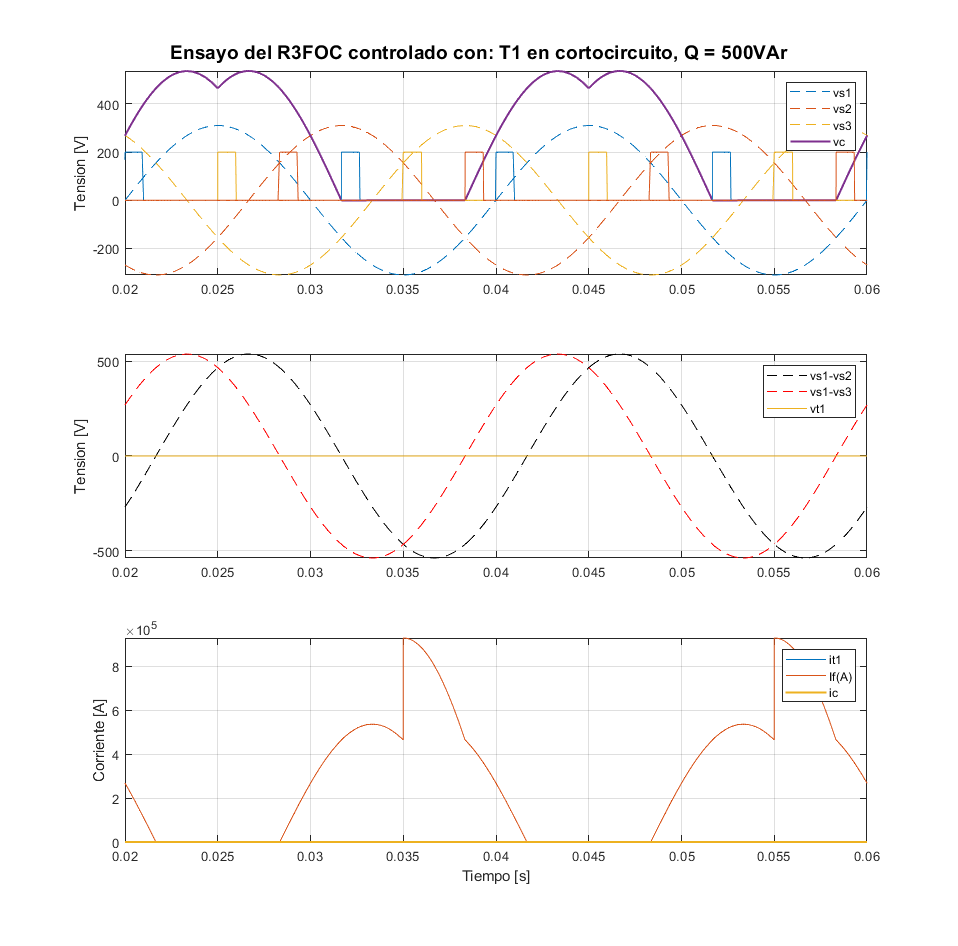 Ensayo del R3FOC controlado con: T1 en cortocircuito, Q = 500VAr
Tension [V]
400
200
0
-200
0.02 0.025 0.03 0.035 0.04 0.045 0.05 0.055 0.06
vs1
vs2
vs3
vc
Tension [V]
500
0
-500
0.02 0.025 0.03 0.035 0.04 0.045 0.05 0.055 0.06
vs1-vs2
vs1-vs3
vt1
×10^5
Corriente [A]
8
6
4
2
0
0.02 0.025 0.03 0.035 0.04 0.045 0.05 0.055 0.06
it1
If(A)
ic
Tiempo [s]